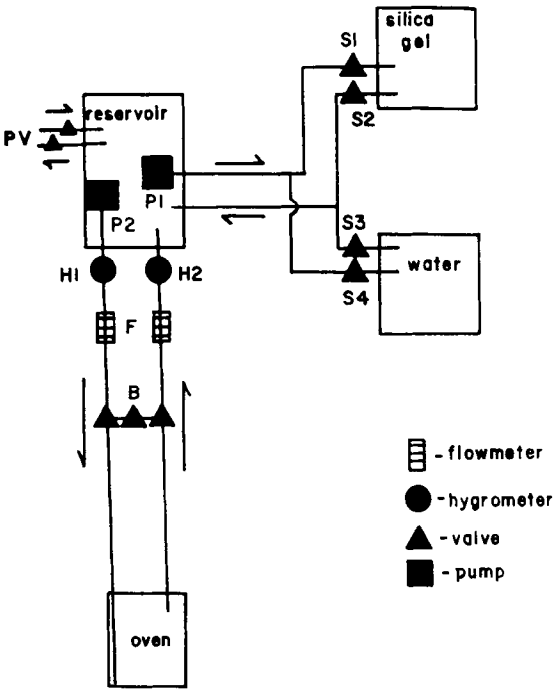 silica
gel
S1
S2
reservoir
PV
P1
P2
S3
S4
water
H1
H2
F
B
-flowmeter
-hygrometer
-valve
-pump
oven